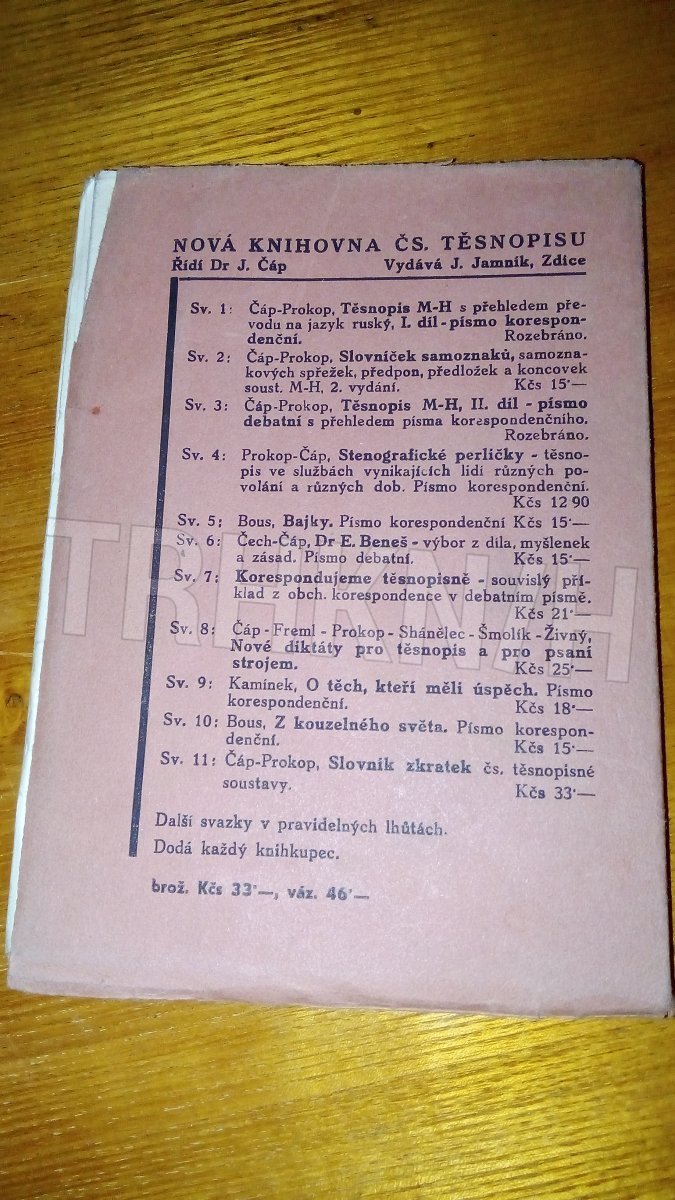 NOVÁ KNIHOVNA ČS. TĚSNOPISU
Řídí Dr J. Čáp Vydává J. Jamník, Zdice
Sv. 1: Čáp-Prokop, Těsnopis M-H s přehledem pře-
vodu na jazyk ruský, I. díl - písmo korespon-
denční. Rozebráno.
Sv. 2: Čáp-Prokop, Slovníček samoznaků, samozna-
kových spřežek, předpon, předložek a koncovek
soust. M-H, 2. vydání. Kčs 15·—
Sv. 3: Čáp-Prokop, Těsnopis M-H, II. díl - písmo
debatní s přehledem písma korespondenčního.
Rozebráno.
Sv. 4: Prokop-Čáp, Stenografické perličky - těsno-
pis ve službách vynikajících lidí různých po-
volání a různých dob. Písmo korespondenční.
Kčs 12 90
Sv. 5: Bous, Bajky. Písmo korespondenční Kčs 15·—
Sv. 6: Čech-Čáp, Dr E. Beneš - výbor z díla, myšlenek
a zásad. Písmo debatní. Kčs 15·—
Sv. 7: Korespondujeme těsnopisně - souvislý pří-
klad z obch. korespondence v debatním písmě.
Kčs 21·—
Sv. 8: Čáp - Freml - Prokop - Shánělec - Šmolík - Živný,
Nové diktáty pro těsnopis a pro psaní
strojem. Kčs 25·—
Sv. 9: Kamínek, O těch, kteří měli úspěch. Písmo
korespondenční. Kčs 18·—
Sv. 10: Bous, Z kouzelného světa. Písmo korespon-
denční. Kčs 15·—
Sv. 11: Čáp-Prokop, Slovník zkratek čs. těsnopisné
soustavy. Kčs 33·—
Další svazky v pravidelných lhůtách.
Dodá každý knihkupec.
brož. Kčs 33·—, váz. 46·—
TRHKNIH